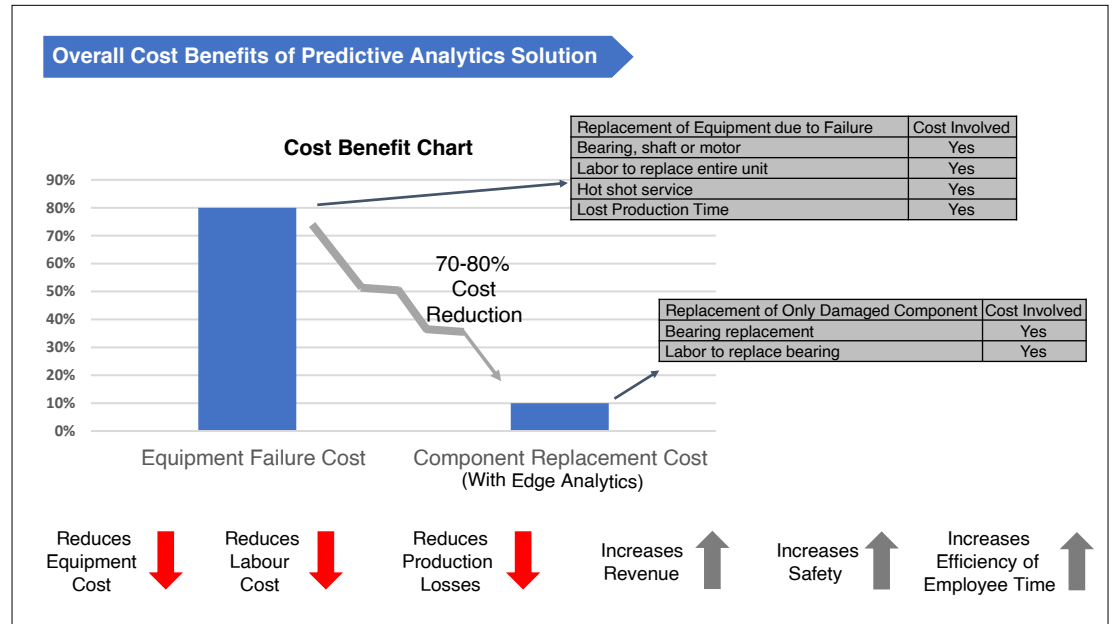 Overall Cost Benefits of Predictive Analytics Solution
Cost Benefit Chart
Replacement of Equipment due to Failure Cost Involved
Bearing, shaft or motor Yes
Labor to replace entire unit Yes
Hot shot service Yes
Lost Production Time Yes
90%
80%
70%
60%
50%
40%
30%
20%
10%
0%
70-80%
Cost
Reduction
Replacement of Only Damaged Component Cost Involved
Bearing replacement Yes
Labor to replace bearing Yes
Equipment Failure Cost
Component Replacement Cost
(With Edge Analytics)
Reduces
Equipment
Cost
Reduces
Labour
Cost
Reduces
Production
Losses
Increases
Revenue
Increases
Safety
Increases
Efficiency of
Employee Time